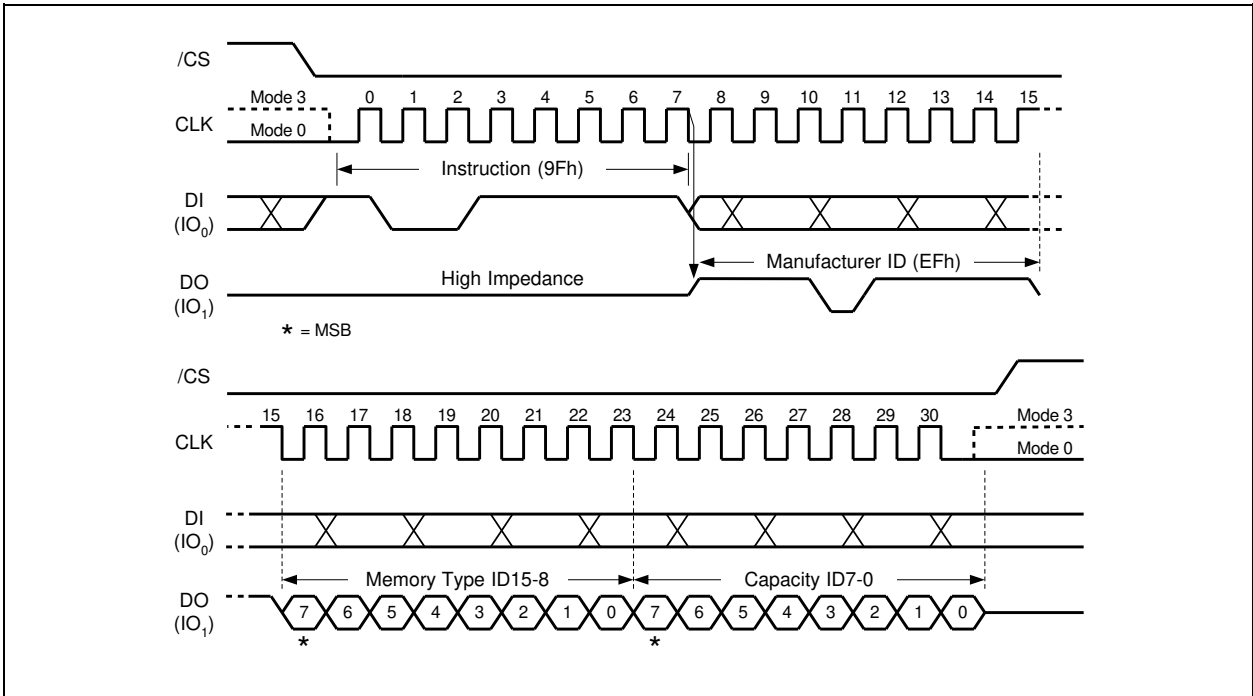 /CS
Mode 3 0 1 2 3 4 5 6 7 8 9 10 11 12 13 14 15
CLK
Mode 0
Instruction (9Fh)
DI
(IO0)
Manufacturer ID (EFh)
High Impedance
DO
(IO1)
* = MSB
/CS
15 16 17 18 19 20 21 22 23 24 25 26 27 28 29 30 Mode 3
CLK
Mode 0
DI
(IO0)
Memory Type ID15-8 Capacity ID7-0
DO
(IO1)
7 6 5 4 3 2 1 0 7 6 5 4 3 2 1 0
* *